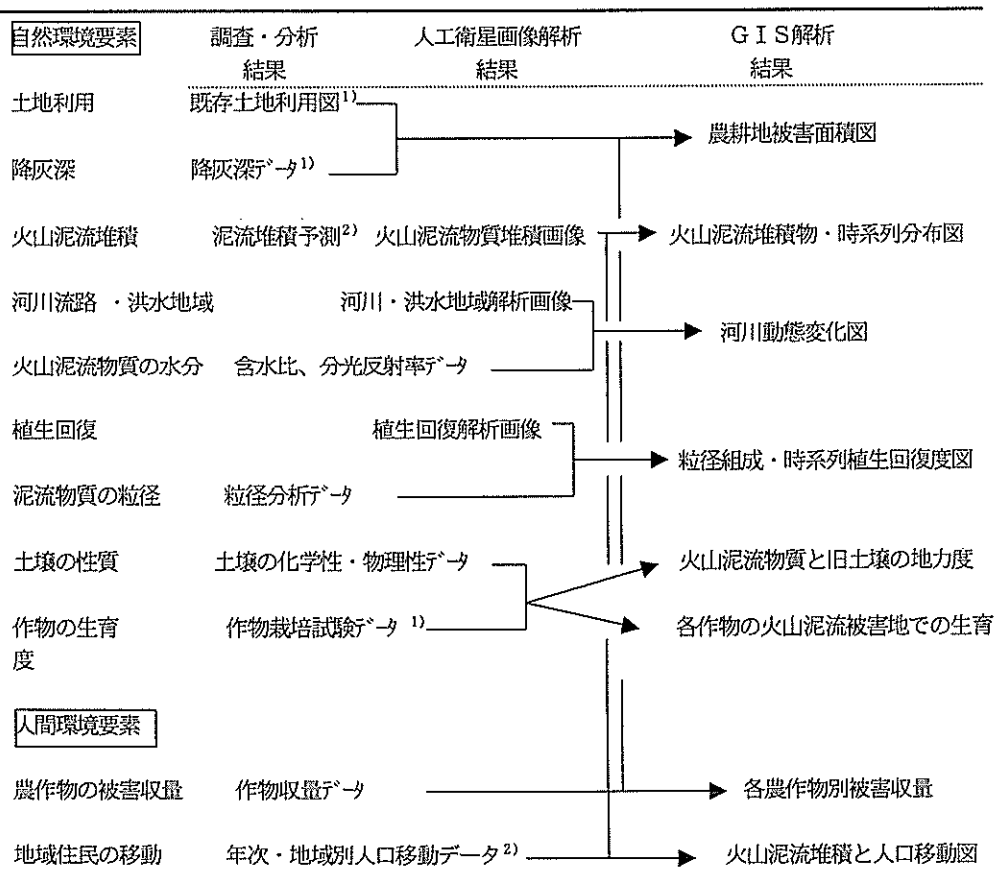 自然環境要素 調査・分析 人工衛星画像解析 ＧＩＳ解析
結果 結果 結果
土地利用 既存土地利用図1)
農耕地被害面積図
降灰深 降灰深ﾃﾞｰﾀ1)
火山泥流堆積 泥流堆積予測2) 火山泥流物質堆積画像 火山泥流堆積物・時系列分布図
河川流路 ・洪水地域 河川・洪水地域解析画像
河川動態変化図
火山泥流物質の水分 含水比、分光反射率ﾃﾞｰﾀ
植生回復 植生回復解析画像
粒径組成・時系列植生回復度図
泥流物質の粒径 粒径分析ﾃﾞｰﾀ
土壌の性質 土壌の化学性・物理性ﾃﾞｰﾀ 火山泥流物質と旧土壌の地力度
作物の生育 作物栽培試験ﾃﾞｰﾀ 1) 各作物の火山泥流被害地での生育
度
人間環境要素
農作物の被害収量 作物収量ﾃﾞｰﾀ 各農作物別被害収量
地域住民の移動 年次・地域別人口移動ﾃﾞｰﾀ2) 火山泥流堆積と人口移動図